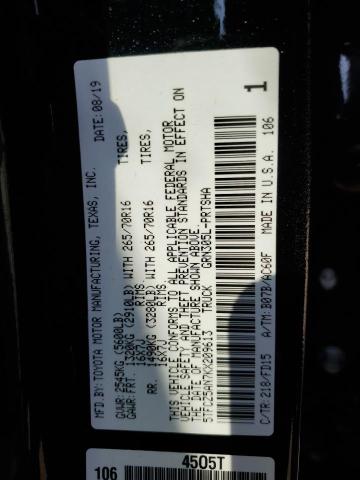 MFD. BY: TOYOTA MOTOR MANUFACTURING, TEXAS, INC. DATE: 08/19
GVWR: 2545KG (5600LB)
GAWR: FRT. 1320KG (2910LB) WITH 265/70R16 TIRES,
16X7J RIMS,
RR. 1490KG (3280LB) WITH 265/70R16 TIRES,
16X7J RIMS
THIS VEHICLE CONFORMS TO ALL APPLICABLE FEDERAL MOTOR
VEHICLE SAFETY AND THEFT PREVENTION STANDARDS IN EFFECT ON
THE DATE OF MANUFACTURE SHOWN ABOVE.
TRUCK GRN305L-PRTSHA
C/TR: 218/FD15 A/TM: B07B/AC60F MADE IN U.S.A. 106
1
106 4505T